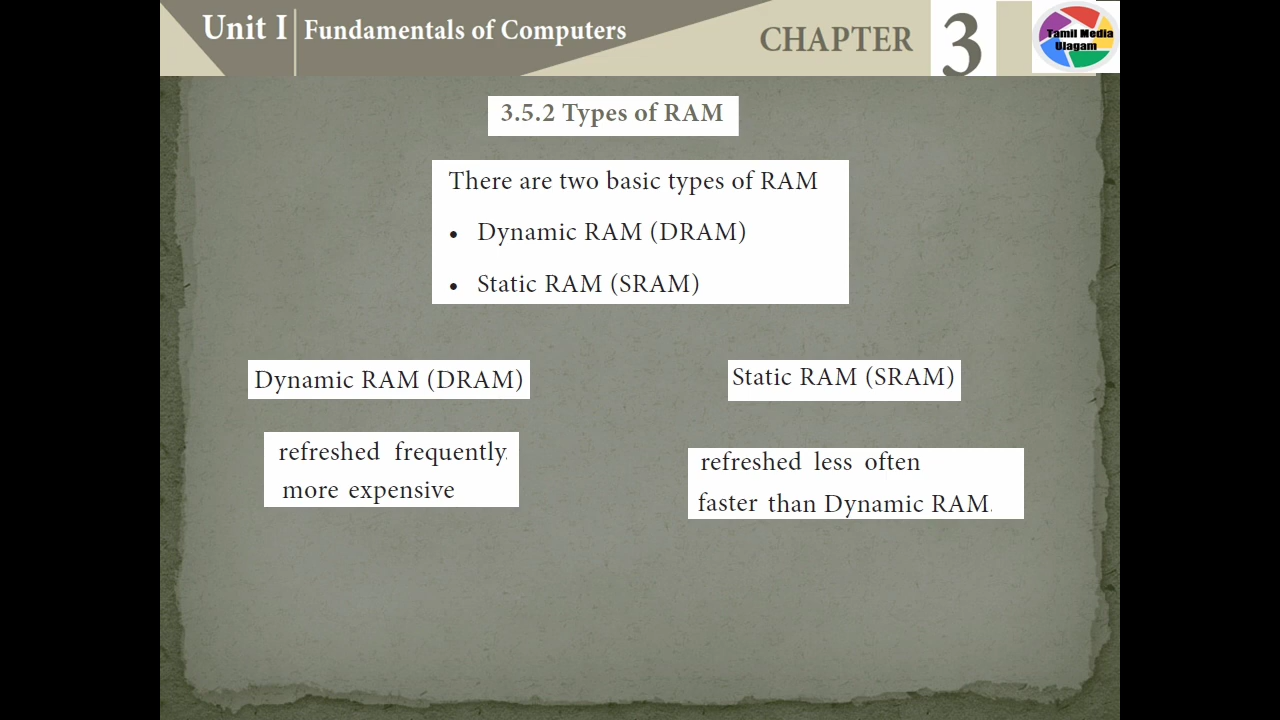 Unit I Fundamentals of Computers
CHAPTER 3
Tamil Media
Ulagam
3.5.2 Types of RAM
There are two basic types of RAM
• Dynamic RAM (DRAM)
• Static RAM (SRAM)
Dynamic RAM (DRAM)
refreshed frequently.
more expensive
Static RAM (SRAM)
refreshed less often
faster than Dynamic RAM.